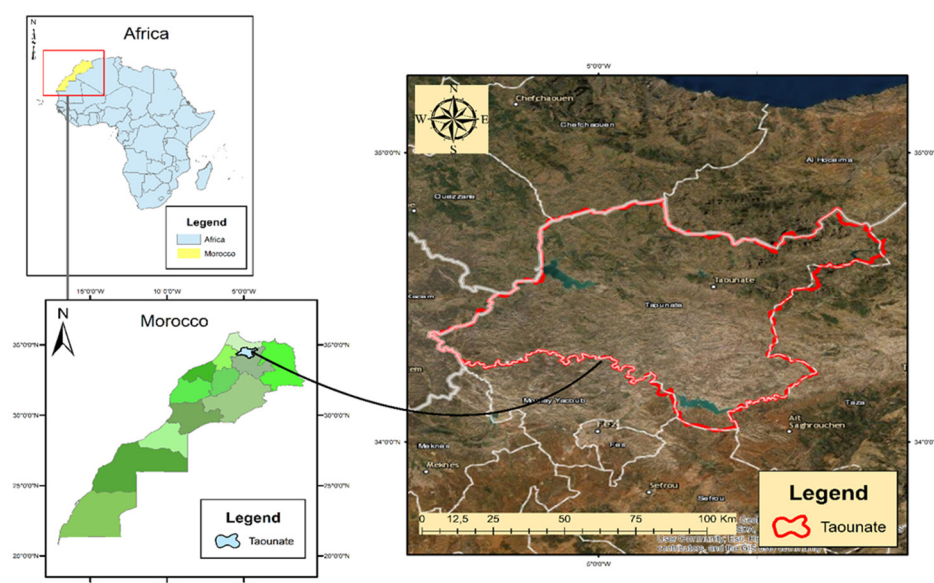 N
Africa
Legend
Africa
Morocco
15°0'0"W
10°0'0"W
5°0'0"W
N
Morocco
35°0'0"N
30°0'0"N
25°0'0"N
20°0'0"N
35°0'0"N
30°0'0"N
25°0'0"N
20°0'0"N
Legend
Taounate
5°0'0"W
N
W
E
S
Chefchaouen
Chefchaouen
35°0'0"N
35°0'0"N
Al Hoceima
Ouezzane
Taounate
Taounate
Moulay Yacoub
Taza
Ait
Saghrouchen
Fez
Fes
34°0'0"N
34°0'0"N
Meknes
Meknes
Sefrou
Sefrou
0
12,5
25
50
75
100 Km
Legend
Taounate
User Community, Esri,
5°0'0"W